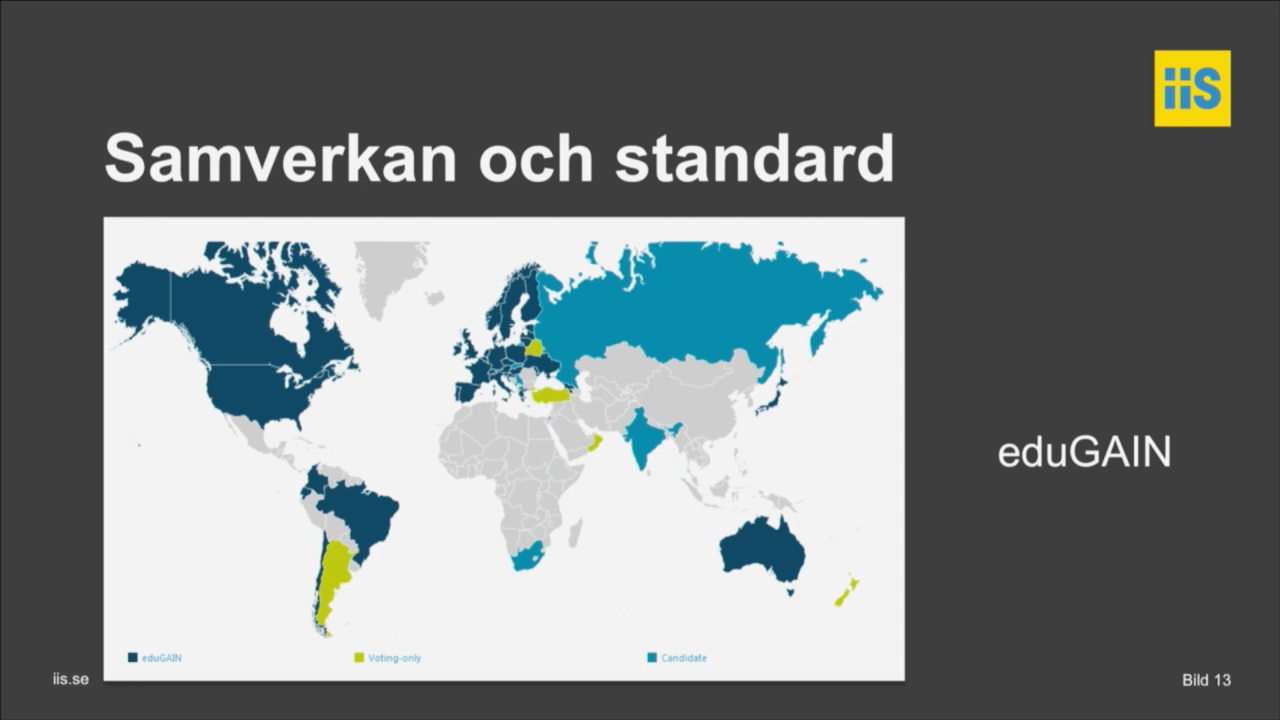 iis
Samverkan och standard
eduGAIN
eduGAIN
Voting-only
Candidate
iis.se
Bild 13